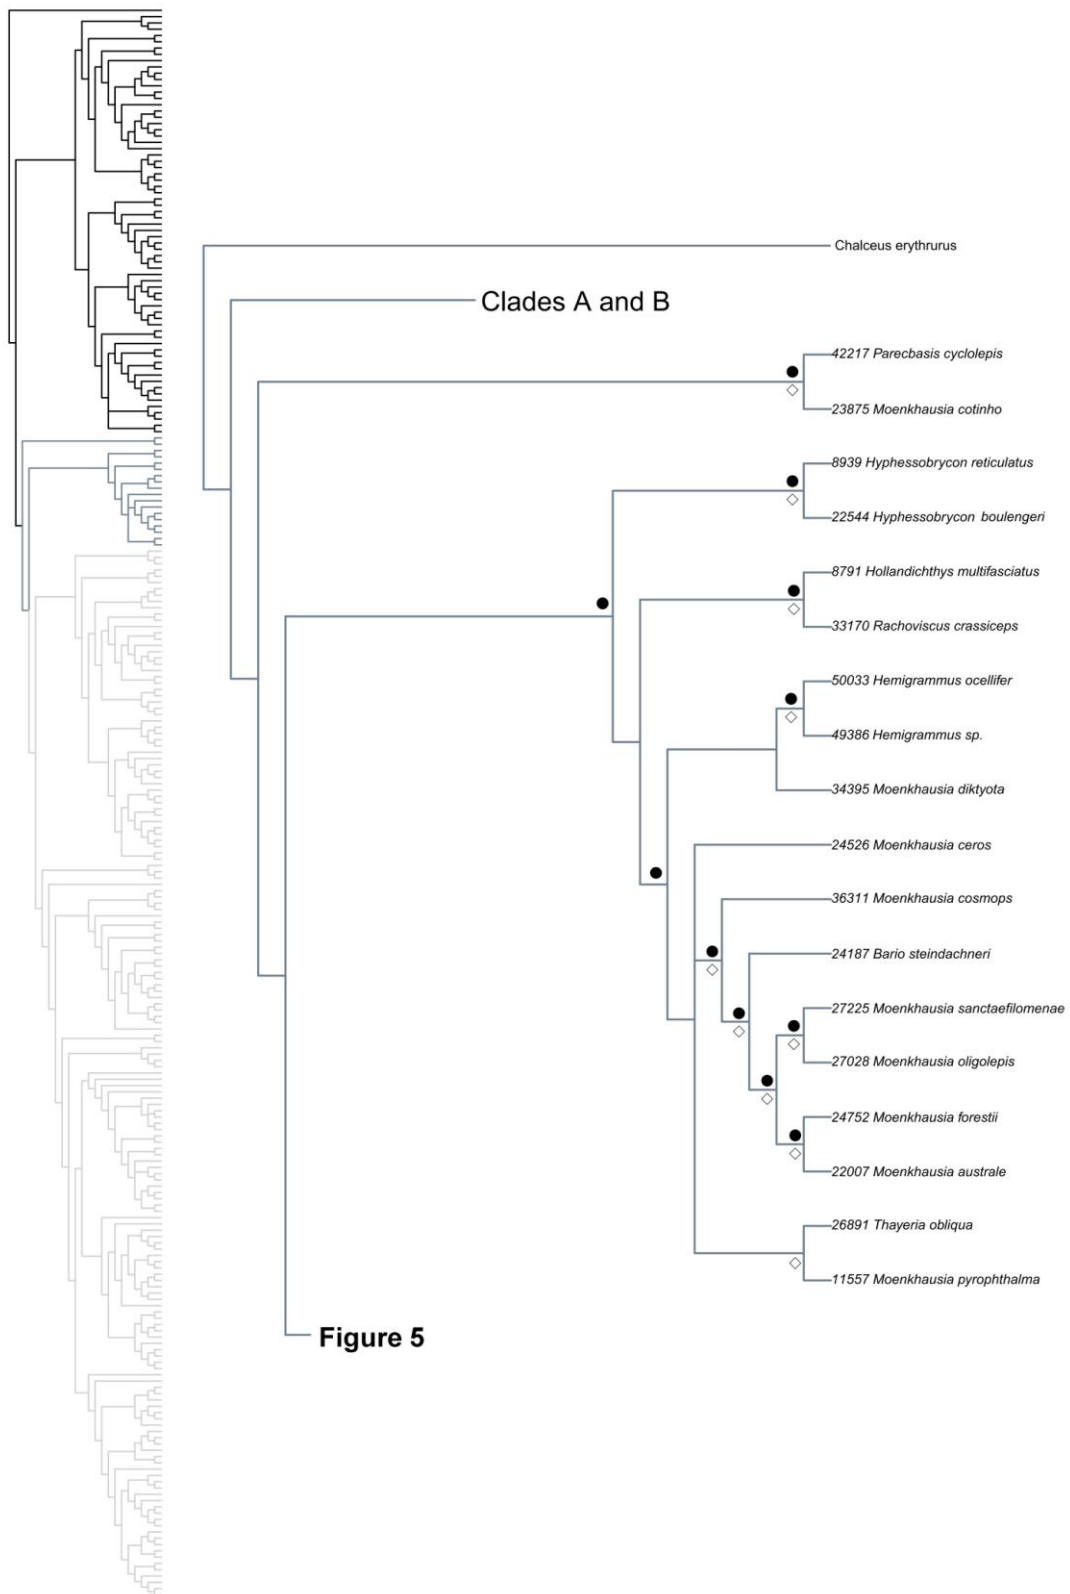 Chalceus erythrurus
Clades A and B
42217 Parecbasis cyclolepis
23875 Moenkhausia cotinho
8939 Hyphessobrycon reticulatus
22544 Hyphessobrycon boulengeri
8791 Hollandichthys multifasciatus
33170 Rachoviscus crassiceps
50033 Hemigrammus ocellifer
49386 Hemigrammus sp.
34395 Moenkhausia diktyota
24526 Moenkhausia ceros
36311 Moenkhausia cosmops
24187 Bario steindachneri
27225 Moenkhausia sanctaefilomenae
27028 Moenkhausia oligolepis
24752 Moenkhausia forestii
22007 Moenkhausia australe
26891 Thayeria obliqua
11557 Moenkhausia pyrophthalma
Figure 5